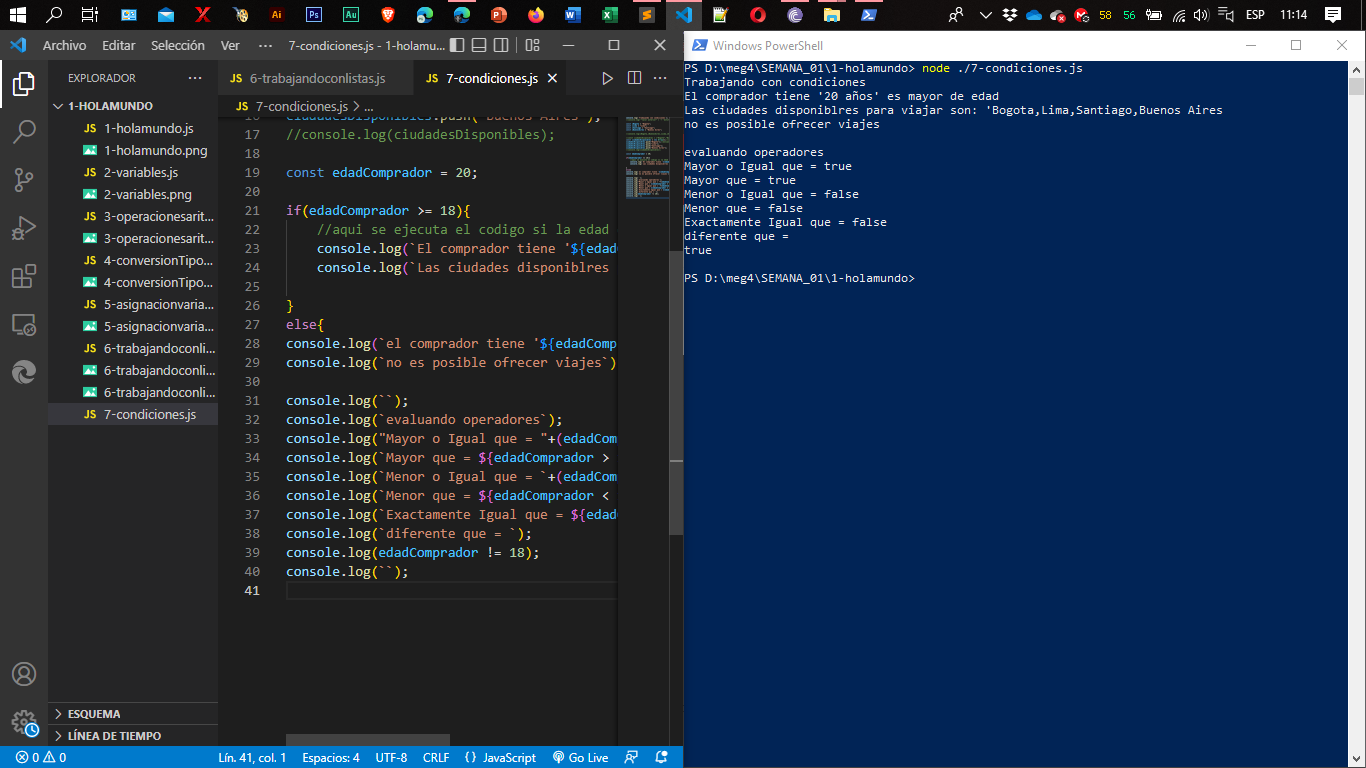 Ai
Ps
Au
58
56
ESP
11:14
Archivo Editar Selección Ver ··· 7-condiciones.js - 1-holamu...
EXPLORADOR ···
1-HOLAMUNDO
JS 1-holamundo.js
1-holamundo.png
JS 2-variables.js
2-variables.png
JS 3-operacionesarit...
3-operacionesarit...
JS 4-conversionTipo...
4-conversionTipo...
JS 5-asignacionvaria...
5-asignacionvaria...
JS 6-trabajandoconli...
6-trabajandoconli...
6-trabajandoconli...
JS 7-condiciones.js
ESQUEMA
LÍNEA DE TIEMPO
JS 6-trabajandoconlistas.js
JS 7-condiciones.js
JS 7-condiciones.js > ...
16 ciudadesDisponibles.push("Buenos Aires");
17 //console.log(ciudadesDisponibles);
18
19 const edadComprador = 20;
20
21 if(edadComprador >= 18){
22 //aqui se ejecuta el codigo si la edad
23 console.log(`El comprador tiene '${edad
24 console.log(`Las ciudades disponiblres
25
26 }
27 else{
28 console.log(`el comprador tiene '${edadComp
29 console.log(`no es posible ofrecer viajes`)
30
31 console.log(``);
32 console.log(`evaluando operadores`);
33 console.log("Mayor o Igual que = "+(edadCom
34 console.log(`Mayor que = ${edadComprador >
35 console.log(`Menor o Igual que = `+(edadCom
36 console.log(`Menor que = ${edadComprador <
37 console.log(`Exactamente Igual que = ${edad
38 console.log(`diferente que = `);
39 console.log(edadComprador != 18);
40 console.log(``);
41
0 0 Lín. 41, col. 1 Espacios: 4 UTF-8 CRLF {} JavaScript Go Live
Windows PowerShell
PS D:\meg4\SEMANA_01\1-holamundo> node ./7-condiciones.js
Trabajando con condiciones
El comprador tiene '20 años' es mayor de edad
Las ciudades disponiblres para viajar son: 'Bogota,Lima,Santiago,Buenos Aires
no es posible ofrecer viajes
evaluando operadores
Mayor o Igual que = true
Mayor que = true
Menor o Igual que = false
Menor que = false
Exactamente Igual que = false
diferente que =
true
PS D:\meg4\SEMANA_01\1-holamundo>